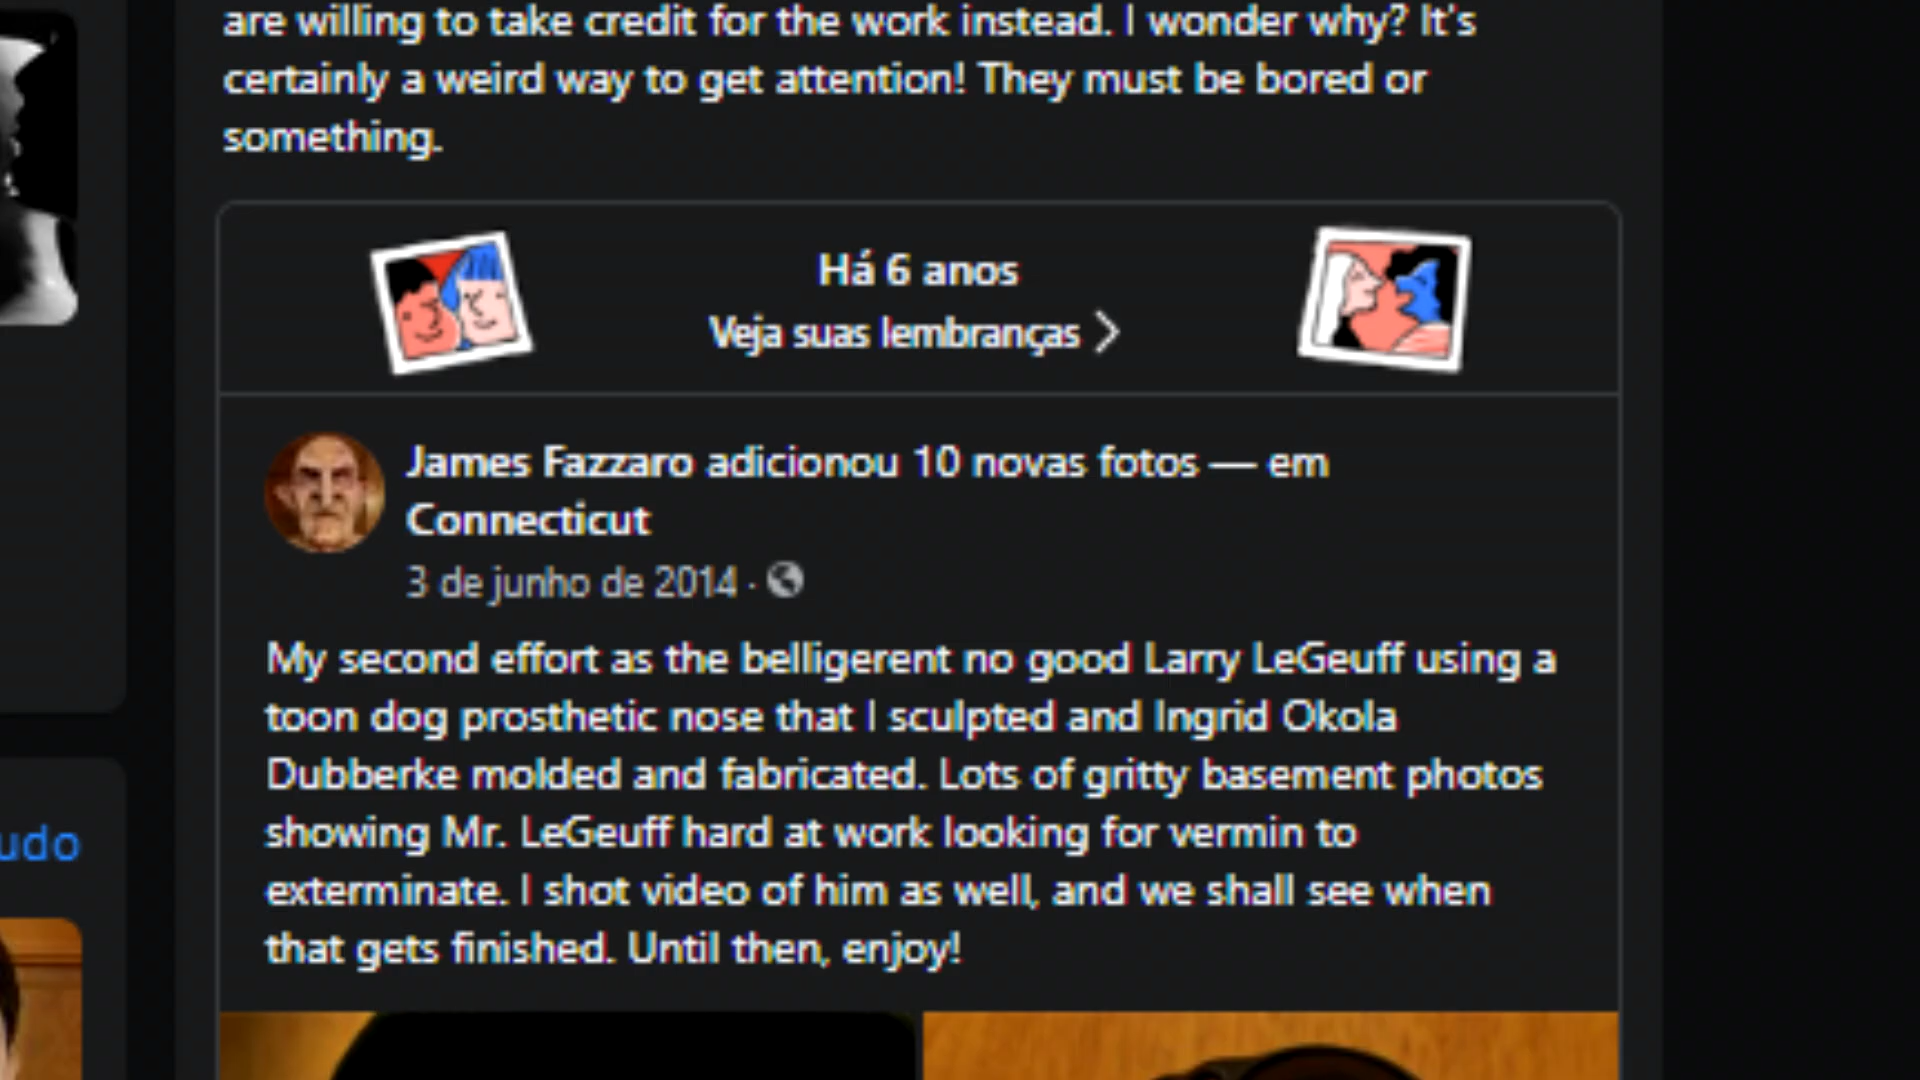 are willing to take credit for the work instead. I wonder why? It's
certainly a weird way to get attention! They must be bored or
something.
Há 6 anos
Veja suas lembranças
James Fazzaro adicionou 10 novas fotos — em
Connecticut
3 de junho de 2014 ·
My second effort as the belligerent no good Larry LeGeuff using a
toon dog prosthetic nose that I sculpted and Ingrid Okola
Dubberke molded and fabricated. Lots of gritty basement photos
showing Mr. LeGeuff hard at work looking for vermin to
exterminate. I shot video of him as well, and we shall see when
that gets finished. Until then, enjoy!
udo